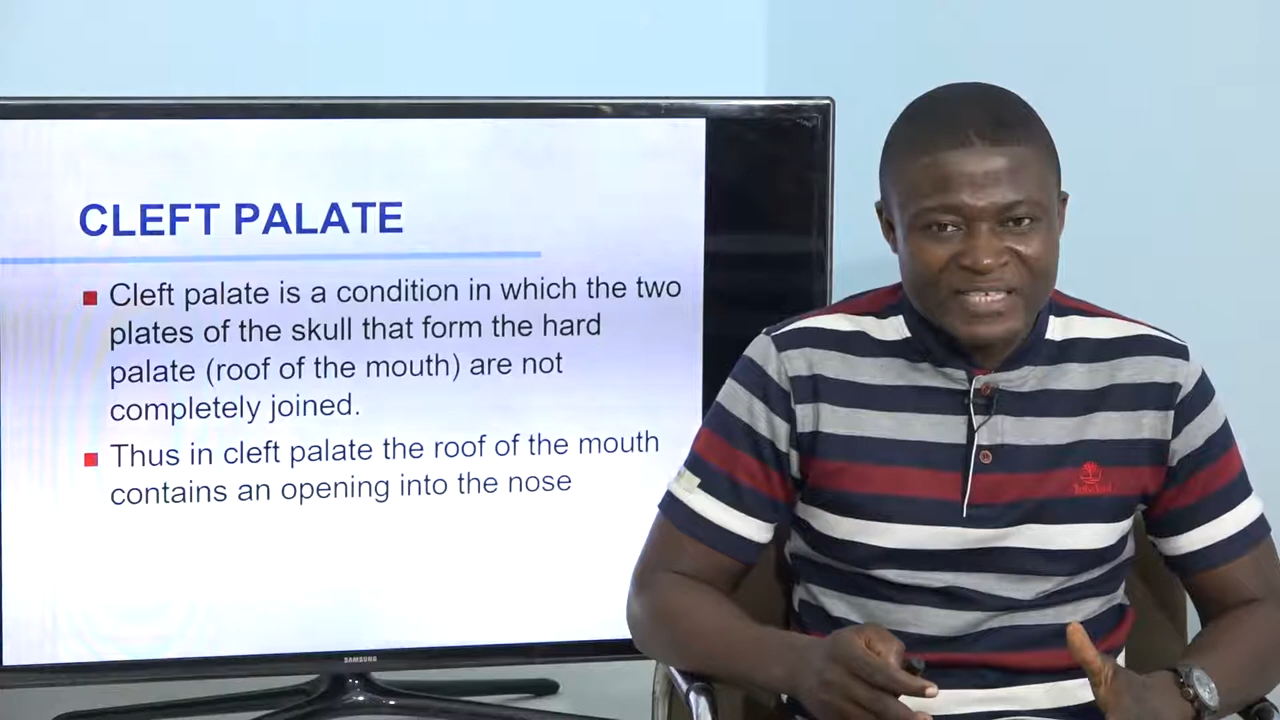 CLEFT PALATE
Cleft palate is a condition in which the two
plates of the skull that form the hard
palate (roof of the mouth) are not
completely joined.
Thus in cleft palate the roof of the mouth
contains an opening into the nose
SAMSUNG